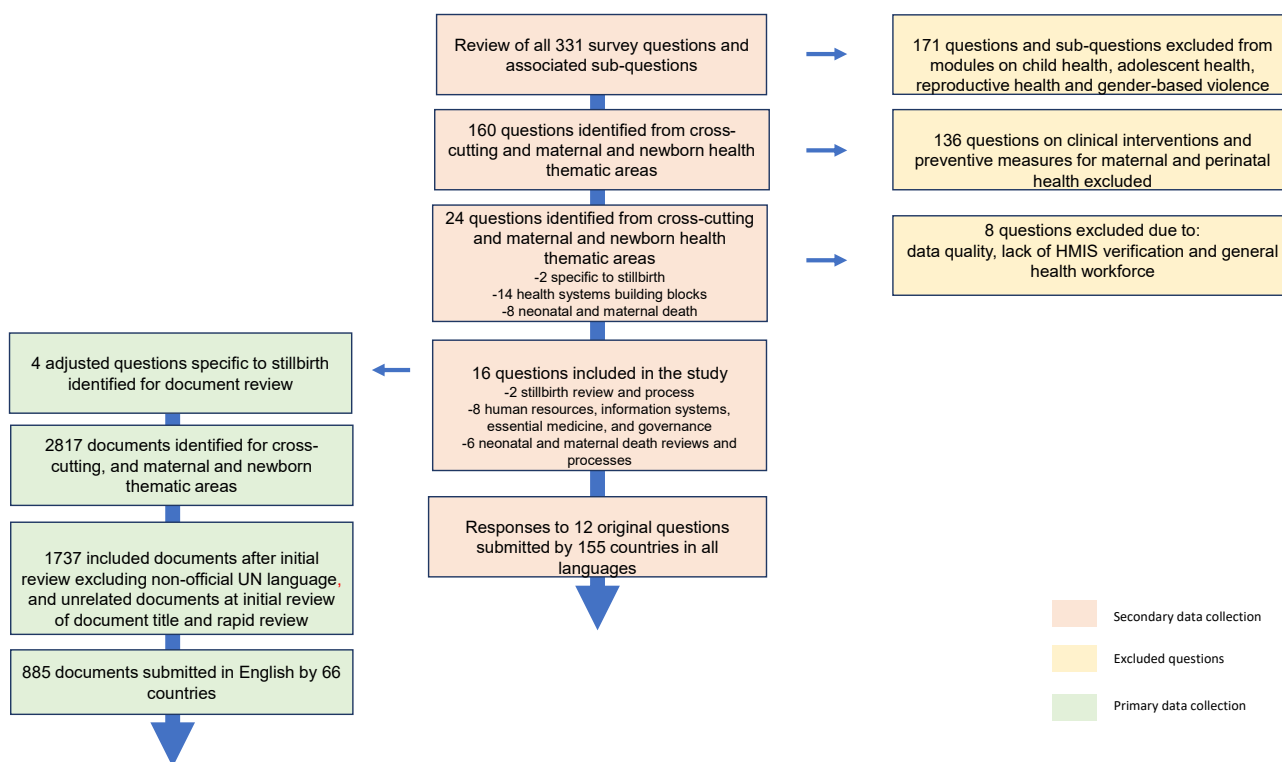 Review of all 331 survey questions and
associated sub-questions
171 questions and sub-questions excluded from
modules on child health, adolescent health,
reproductive health and gender-based violence
160 questions identified from cross-
cutting and maternal and newborn health
thematic areas
136 questions on clinical interventions and
preventive measures for maternal and perinatal
health excluded
24 questions identified from cross-cutting
and maternal and newborn health
thematic areas
-2 specific to stillbirth
-14 health systems building blocks
-8 neonatal and maternal death
8 questions excluded due to:
data quality, lack of HMIS verification and general
health workforce
4 adjusted questions specific to stillbirth
identified for document review
16 questions included in the study
-2 stillbirth review and process
-8 human resources, information systems,
essential medicine, and governance
-6 neonatal and maternal death reviews and
processes
2817 documents identified for cross-
cutting, and maternal and newborn
thematic areas
Responses to 12 original questions
submitted by 155 countries in all
languages
1737 included documents after initial
review excluding non-official UN language,
and unrelated documents at initial review
of document title and rapid review
885 documents submitted in English by 66
countries
Secondary data collection
Excluded questions
Primary data collection